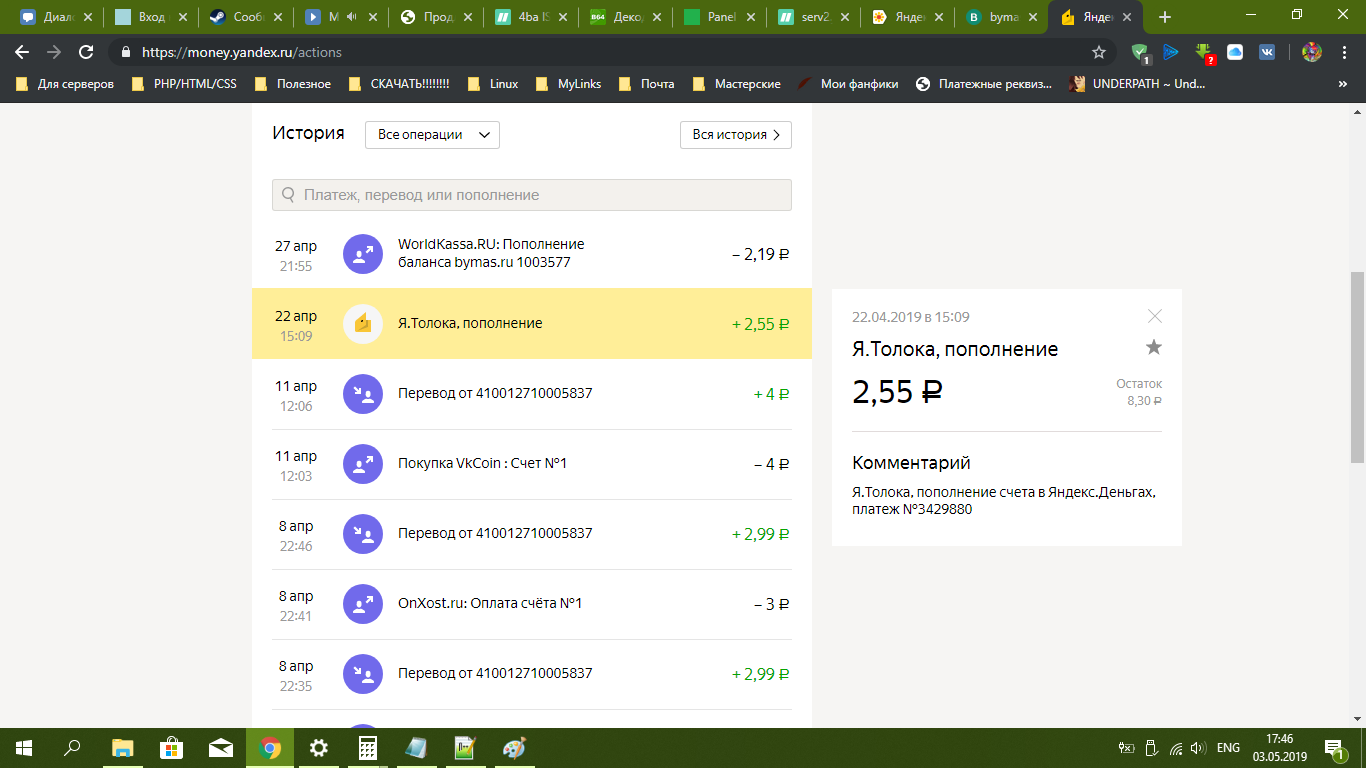 Диалс
Вход
Сообщ
М
Прод
4ba IS
B64
Декод
Panel
serv2.
Яндек
B
byma
Яндек
https://money.yandex.ru/actions
1
?
Для серверов
PHP/HTML/CSS
Полезное
СКАЧАТЬ!!!!!!!!
Linux
MyLinks
Почта
Мастерские
Мои фанфики
Платежные реквиз...
UNDERPATH ~ Und...
»
История
Все операции
Вся история
Платеж, перевод или пополнение
27 апр
21:55
WorldKassa.RU: Пополнение
баланса bymas.ru 1003577
– 2,19 ₽
22 апр
15:09
Я.Толока, пополнение
+ 2,55 ₽
11 апр
12:06
Перевод от 410012710005837
+ 4 ₽
11 апр
12:03
Покупка VkCoin : Счет №1
– 4 ₽
8 апр
22:46
Перевод от 410012710005837
+ 2,99 ₽
8 апр
22:41
OnXost.ru: Оплата счёта №1
– 3 ₽
8 апр
22:35
Перевод от 410012710005837
+ 2,99 ₽
22.04.2019 в 15:09
Я.Толока, пополнение
2,55 ₽
Остаток
8,30 ₽
Комментарий
Я.Толока, пополнение счета в Яндекс.Деньгах,
платеж №3429880
ENG
17:46
03.05.2019
1